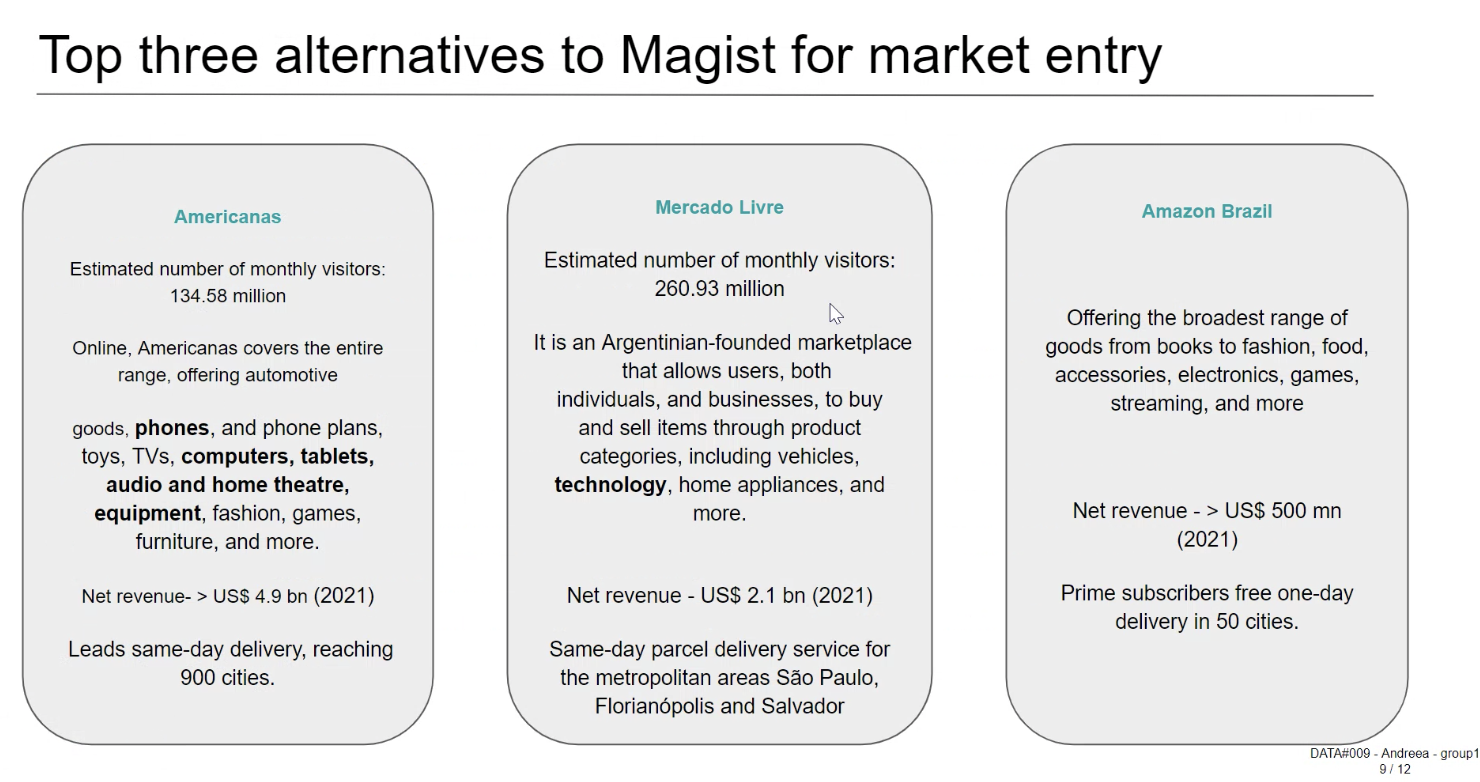 Top three alternatives to Magist for market entry
Americanas
Estimated number of monthly visitors:
134.58 million
Online, Americanas covers the entire
range, offering automotive
goods, phones, and phone plans,
toys, TVs, computers, tablets,
audio and home theatre,
equipment, fashion, games,
furniture, and more.
Net revenue- > US$ 4.9 bn (2021)
Leads same-day delivery, reaching
900 cities.
Mercado Livre
Estimated number of monthly visitors:
260.93 million
It is an Argentinian-founded marketplace
that allows users, both
individuals, and businesses, to buy
and sell items through product
categories, including vehicles,
technology, home appliances, and
more.
Net revenue - US$ 2.1 bn (2021)
Same-day parcel delivery service for
the metropolitan areas São Paulo,
Florianópolis and Salvador
Amazon Brazil
Offering the broadest range of
goods from books to fashion, food,
accessories, electronics, games,
streaming, and more
Net revenue - > US$ 500 mn
(2021)
Prime subscribers free one-day
delivery in 50 cities.
DATA#009 - Andreea - group1
9 / 12